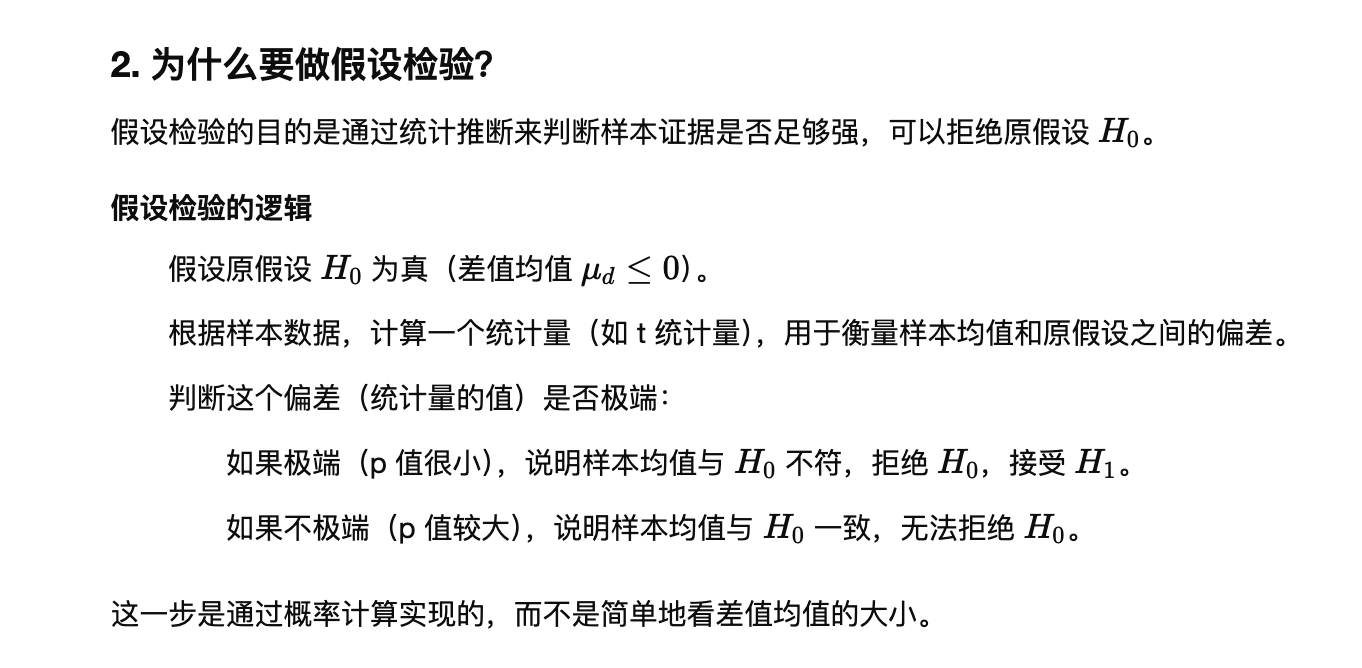 2. 为什么要做假设检验？
假设检验的目的是通过统计推断来判断样本证据是否足够强，可以拒绝原假设 H₀。
假设检验的逻辑
假设原假设 H₀ 为真（差值均值 μ_d ≤ 0）。
根据样本数据，计算一个统计量（如 t 统计量），用于衡量样本均值和原假设之间的偏差。
判断这个偏差（统计量的值）是否极端：
如果极端（p 值很小），说明样本均值与 H₀ 不符，拒绝 H₀，接受 H₁。
如果不极端（p 值较大），说明样本均值与 H₀ 一致，无法拒绝 H₀。
这一步是通过概率计算实现的，而不是简单地看差值均值的大小。